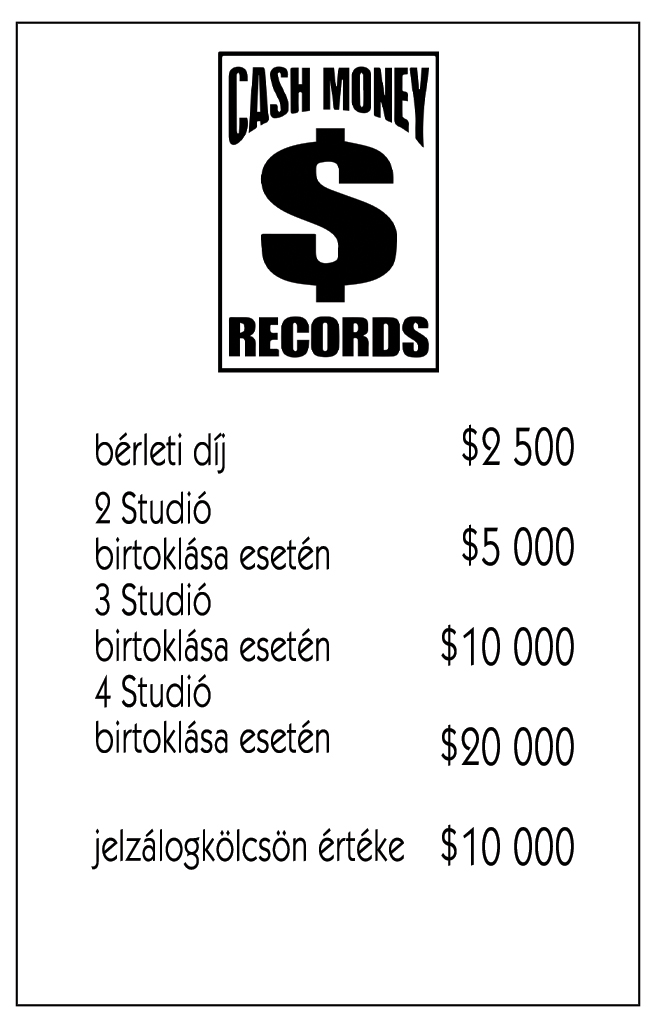 CASH MONEY
$
RECORDS
bérleti díj $2 500
2 Studió
birtoklása esetén $5 000
3 Studió
birtoklása esetén $10 000
4 Studió
birtoklása esetén $20 000
jelzálogkölcsön értéke $10 000